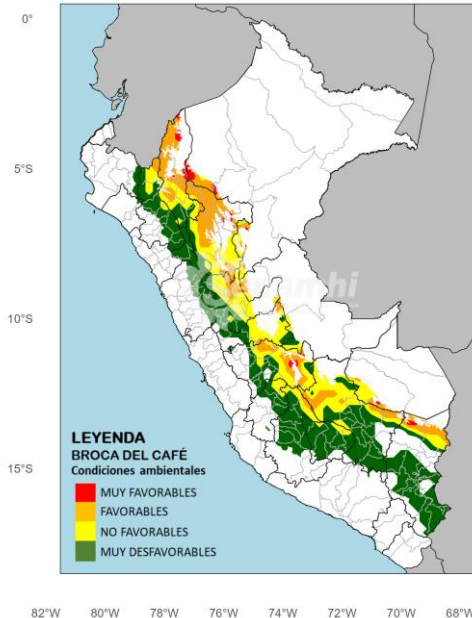 0°
5°S
10°S
15°S
senamhi
LEYENDA
BROCA DEL CAFÉ
Condiciones ambientales
MUY FAVORABLES
FAVORABLES
NO FAVORABLES
MUY DESFAVORABLES
82°W 80°W 78°W 76°W 74°W 72°W 70°W 68°W